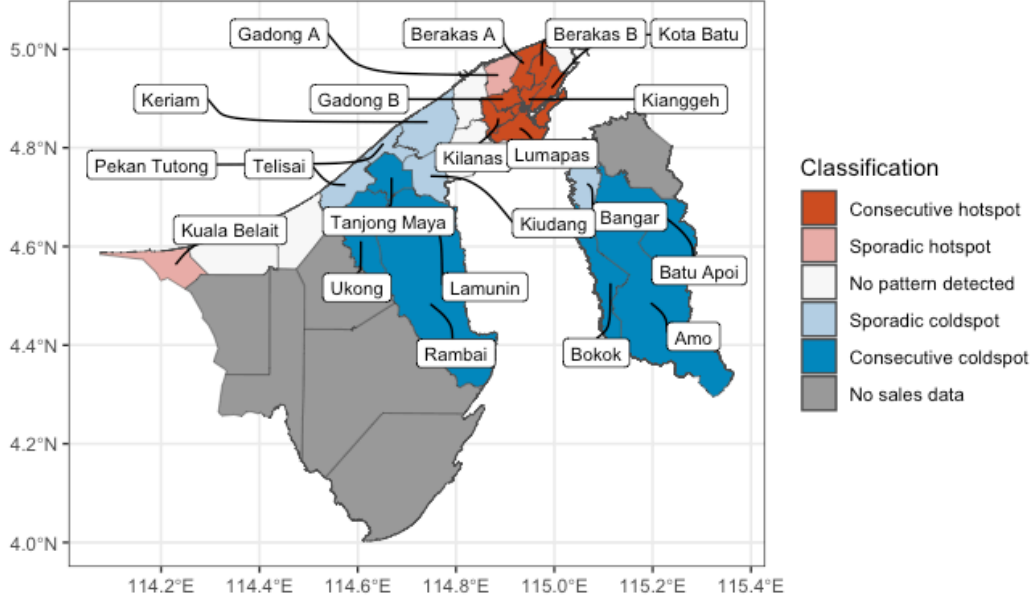 5.0°N
4.8°N
4.6°N
4.4°N
4.2°N
4.0°N
Gadong A
Berakas A
Berakas B
Kota Batu
Keriam
Gadong B
Kianggeh
Pekan Tutong
Telisai
Kilanas
Lumapas
Kuala Belait
Tanjong Maya
Kiudang
Bangar
Ukong
Lamunin
Batu Apoi
Rambai
Bokok
Amo
114.2°E
114.4°E
114.6°E
114.8°E
115.0°E
115.2°E
115.4°E
Classification
Consecutive hotspot
Sporadic hotspot
No pattern detected
Sporadic coldspot
Consecutive coldspot
No sales data